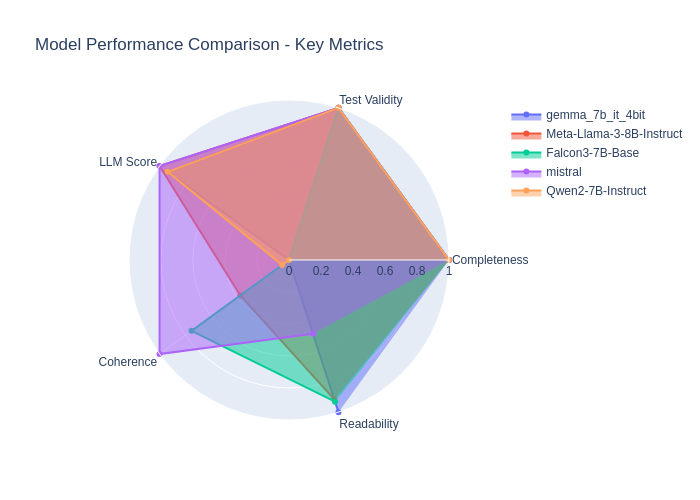 Model Performance Comparison - Key Metrics
Test Validity
LLM Score
Completeness
Coherence
Readability
0 0.2 0.4 0.6 0.8 1
gemma_7b_it_4bit
Meta-Llama-3-8B-Instruct
Falcon3-7B-Base
mistral
Qwen2-7B-Instruct